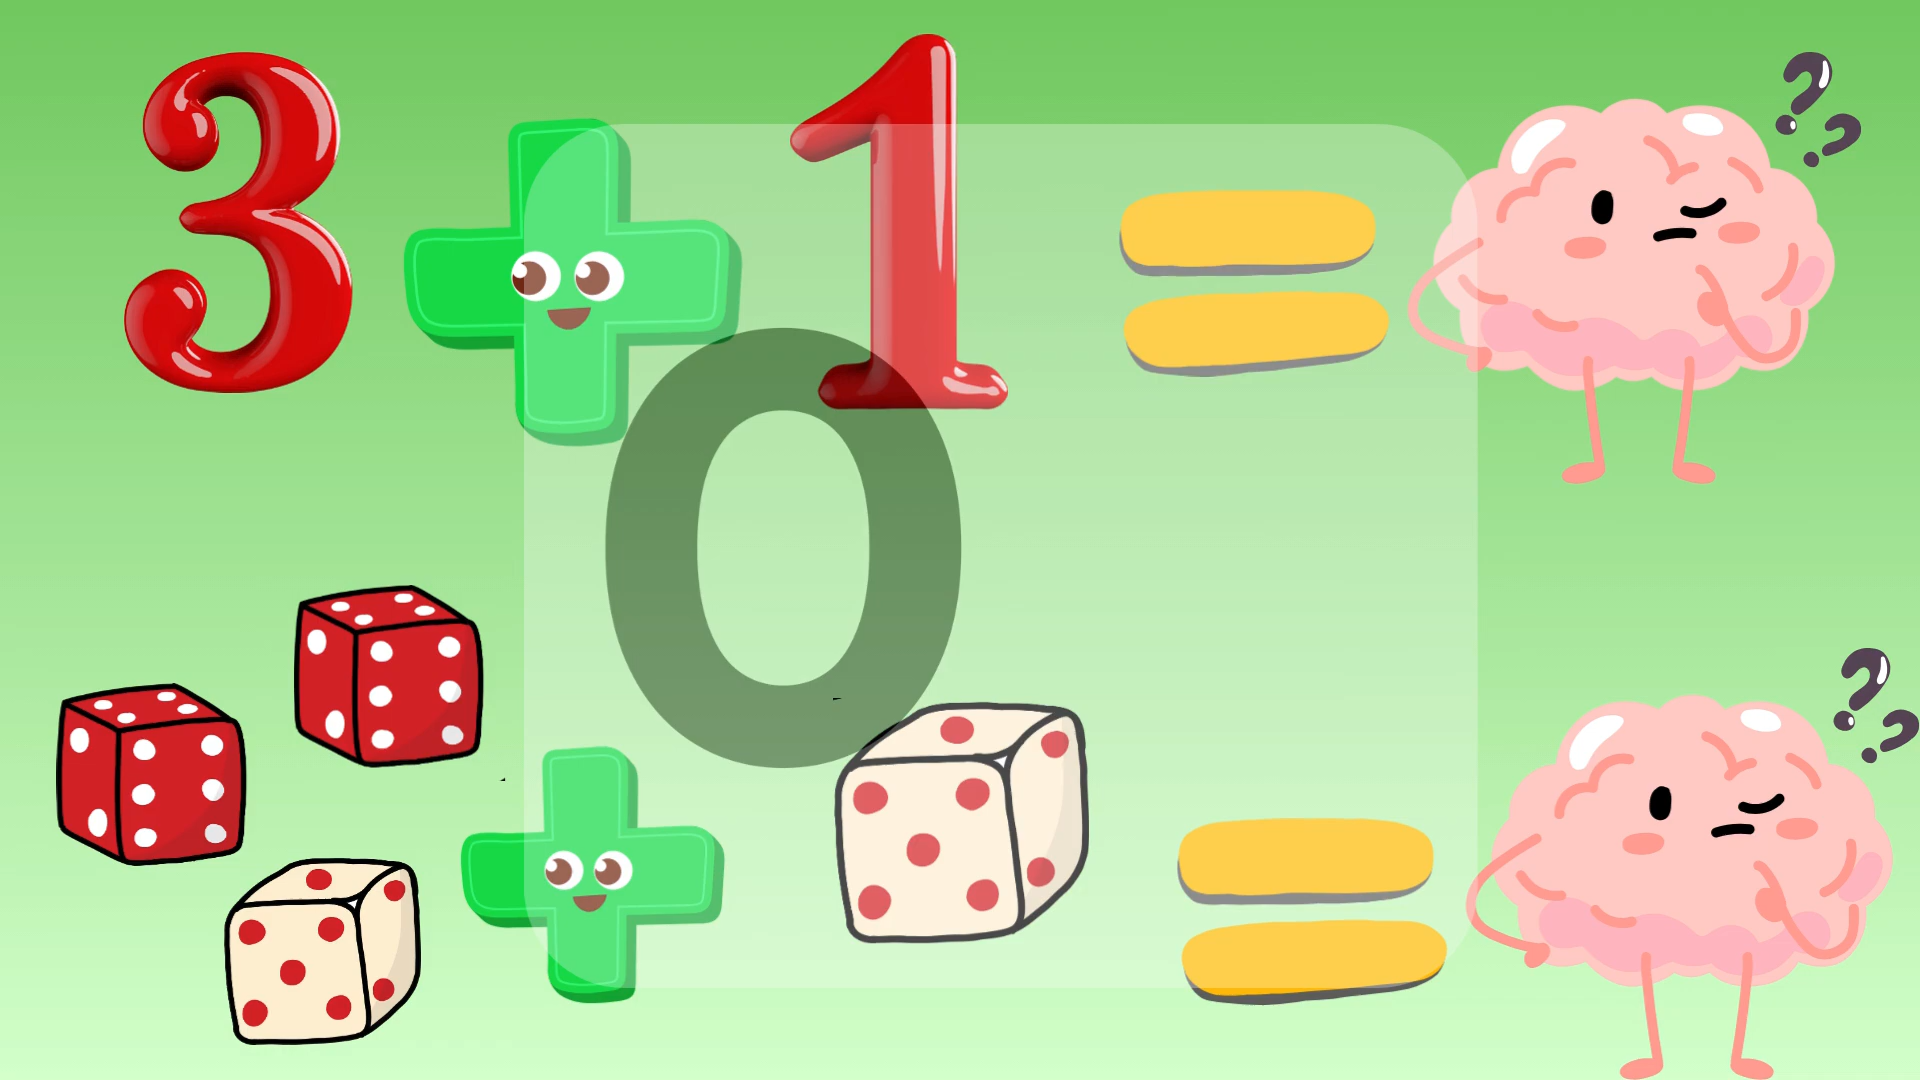 3 + 1 = ? ?
0
+ = ? ?